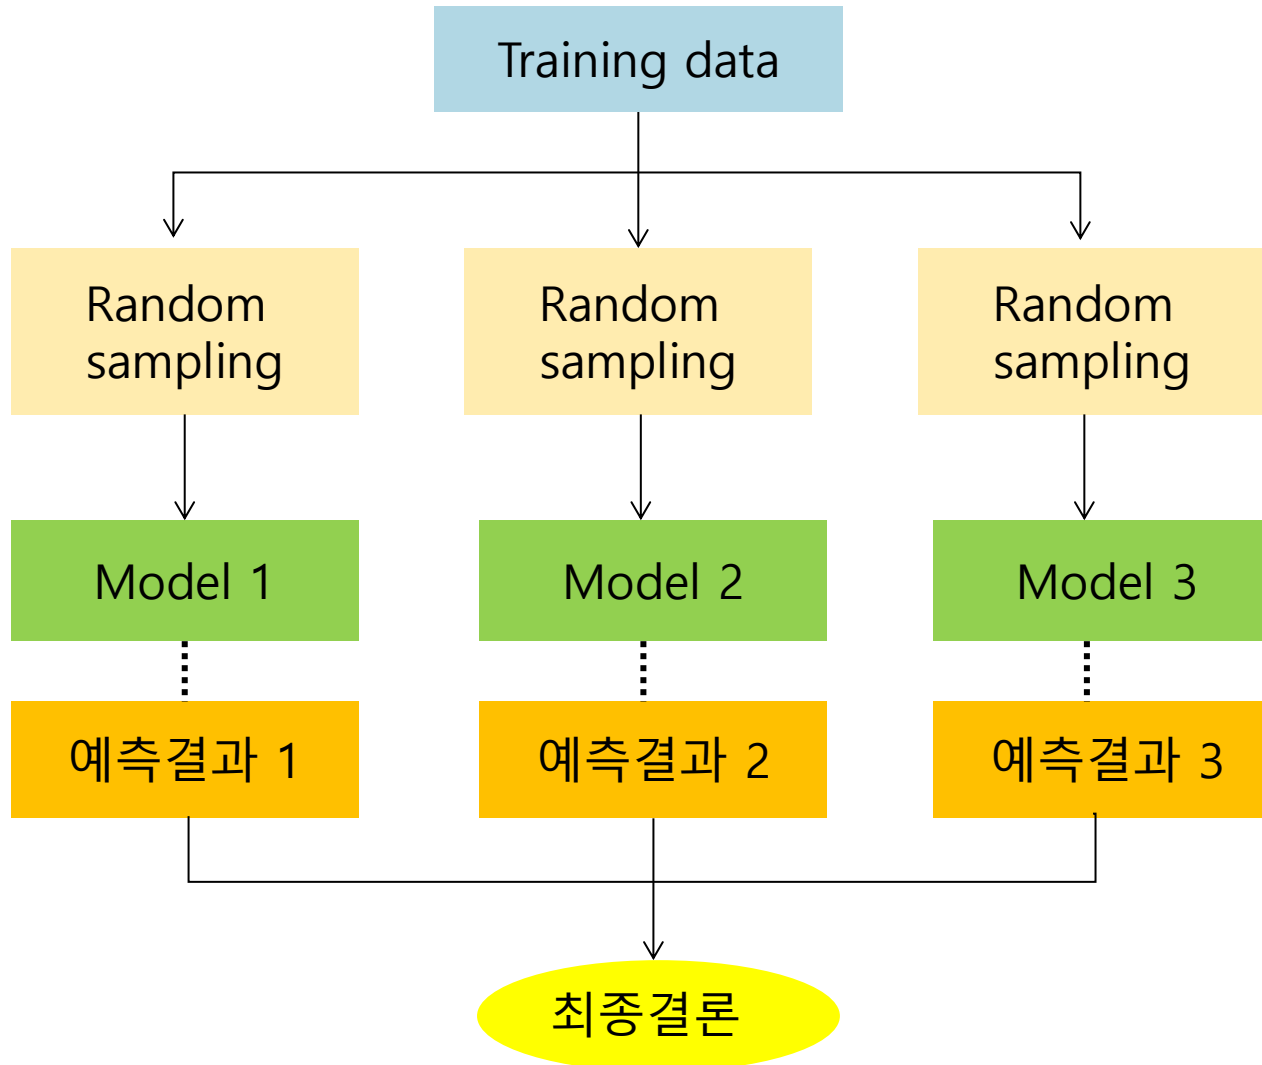 Training data
Random
sampling
Random
sampling
Random
sampling
Model 1
Model 2
Model 3
예측결과 1
예측결과 2
예측결과 3
최종결론